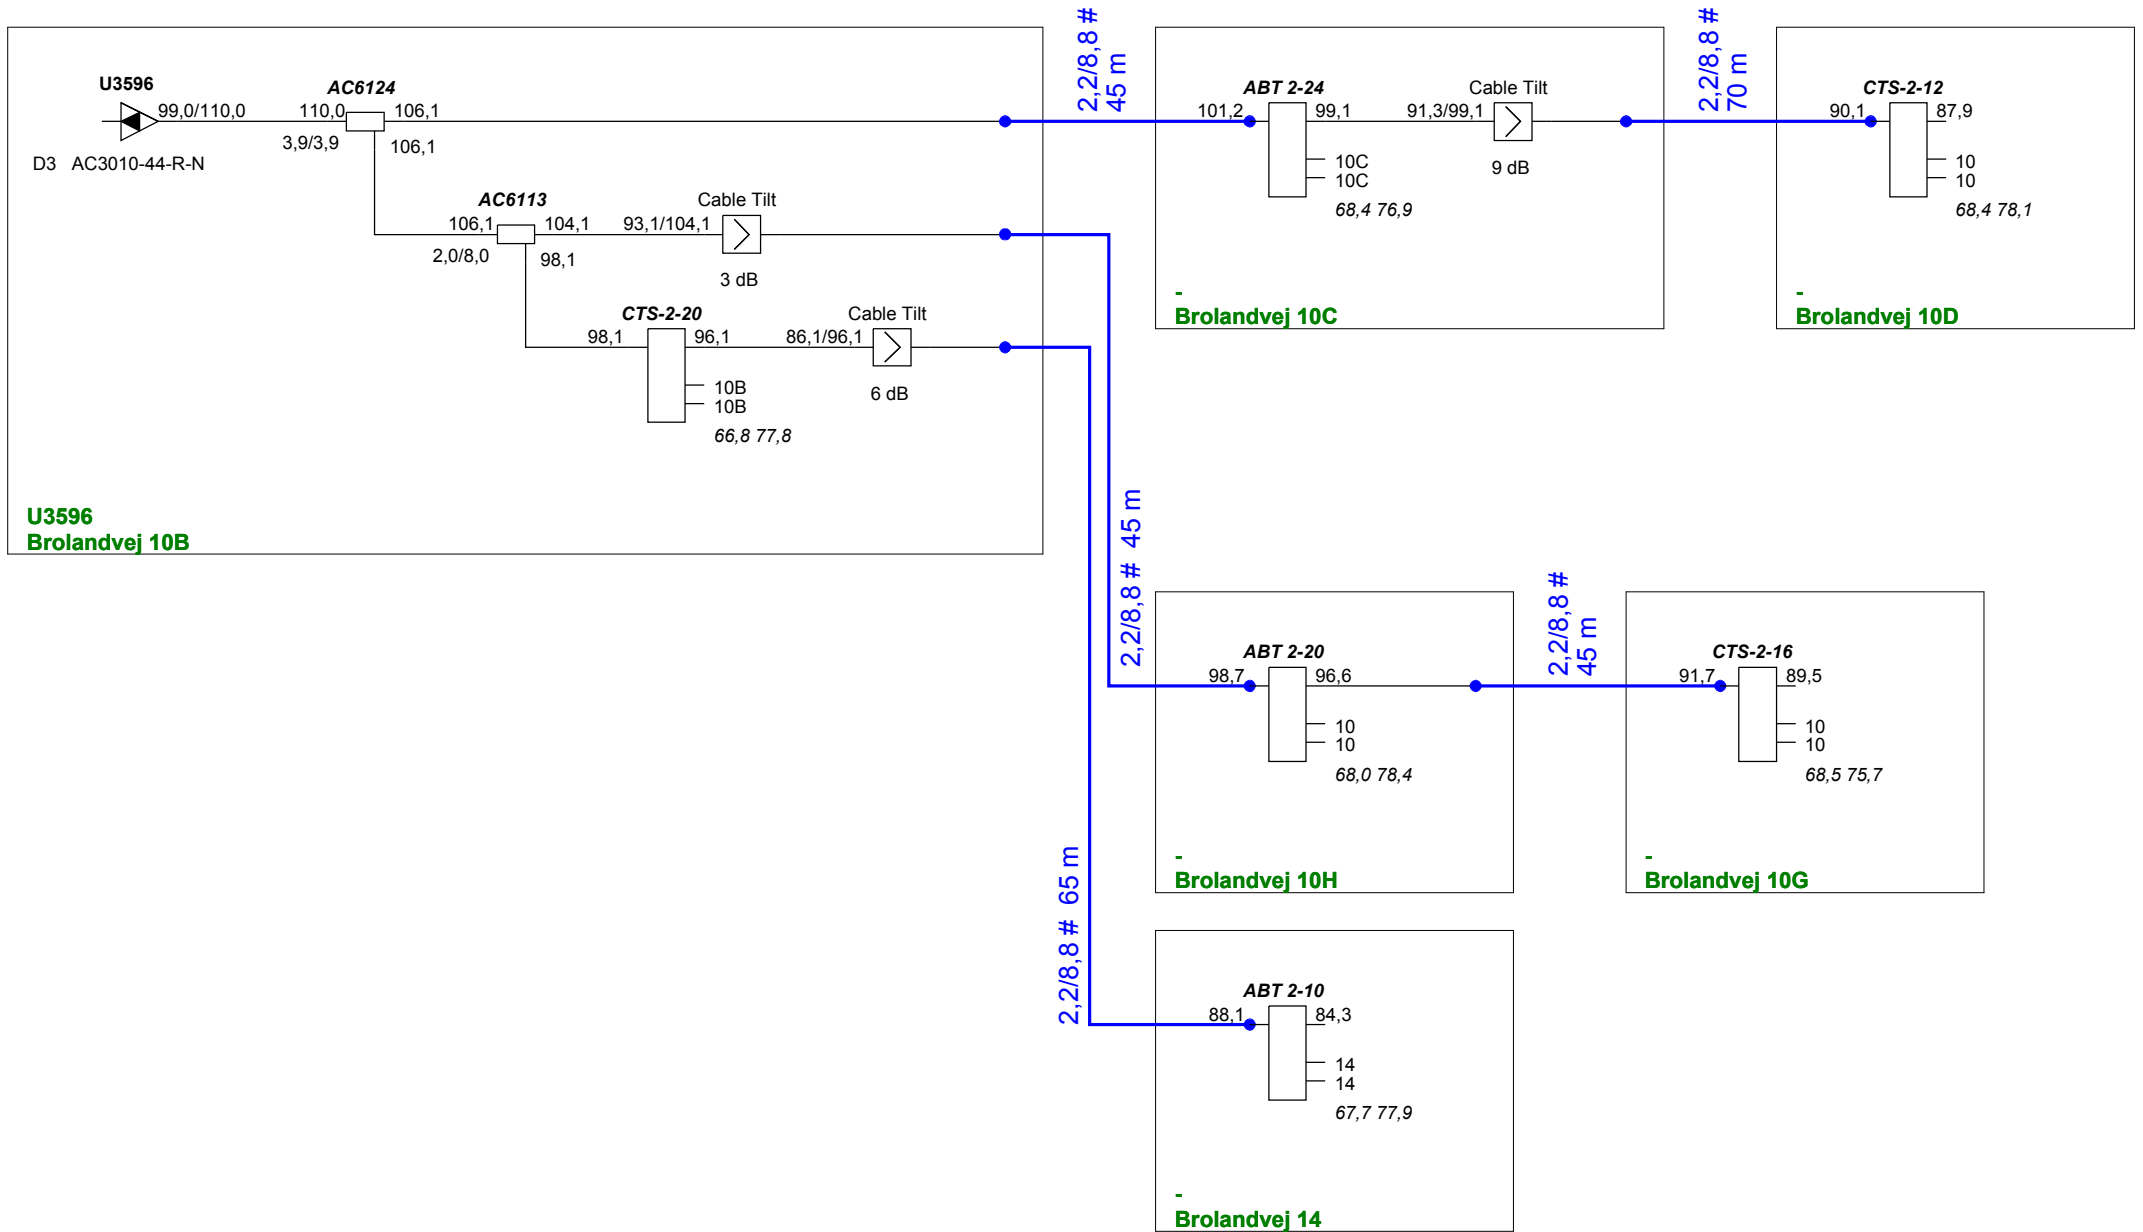 U3596
99,0/110,0
D3 AC3010-44-R-N
AC6124
110,0
106,1
3,9/3,9
106,1
AC6113
106,1
104,1
2,0/8,0
98,1
93,1/104,1
Cable Tilt
3 dB
CTS-2-20
98,1
96,1
10B
10B
66,8 77,8
86,1/96,1
Cable Tilt
6 dB
U3596
Brolandvej 10B
2,2/8,8 #
45 m
ABT 2-24
101,2
99,1
10C
10C
68,4 76,9
91,3/99,1
Cable Tilt
9 dB
-
Brolandvej 10C
2,2/8,8 #
70 m
CTS-2-12
90,1
87,9
10
10
68,4 78,1
-
Brolandvej 10D
2,2/8,8 # 45 m
ABT 2-20
98,7
96,6
10
10
68,0 78,4
-
Brolandvej 10H
2,2/8,8 #
45 m
CTS-2-16
91,7
89,5
10
10
68,5 75,7
-
Brolandvej 10G
2,2/8,8 # 65 m
ABT 2-10
88,1
84,3
14
14
67,7 77,9
-
Brolandvej 14